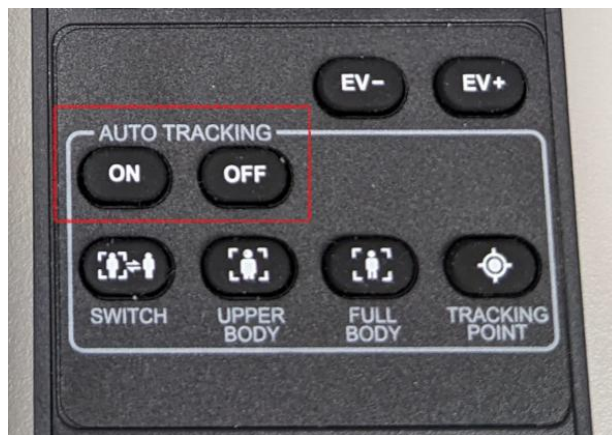 EV- EV+
AUTO TRACKING
ON OFF
SWITCH UPPER BODY FULL BODY TRACKING POINT